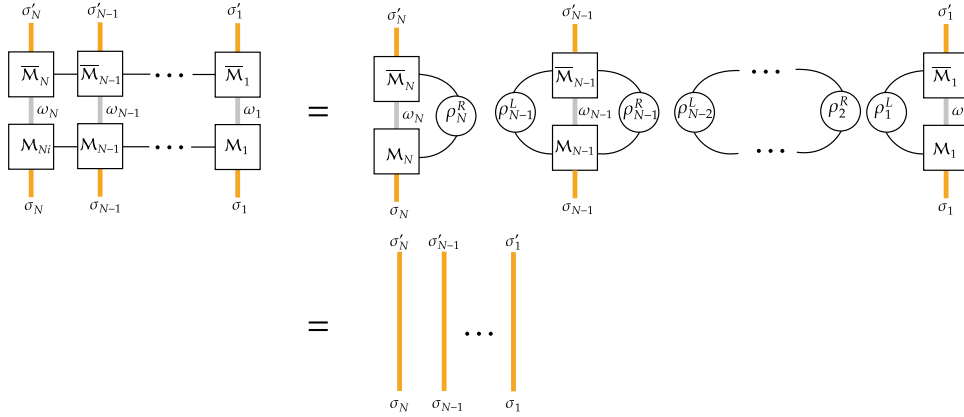 σ′_N σ′_{N−1} σ′_1 σ′_N σ′_{N−1} σ′_1
M̅_N M̅_{N−1} ··· M̅_1 M̅_N M̅_{N−1} ··· M̅_1
ω_N ω_{N−1} ω_1 = ω_N ρ^R_N ρ^L_{N−1} ω_{N−1} ρ^R_{N−1} ρ^L_{N−2} ρ^R_2 ρ^L_1 ω
M_{Ni} M_{N−1} ··· M_1 M_N M_{N−1} ··· M_1
σ_N σ_{N−1} σ_1 σ_N σ_{N−1} σ_1
σ′_N σ′_{N−1} σ′_1
= ···
σ_N σ_{N−1} σ_1